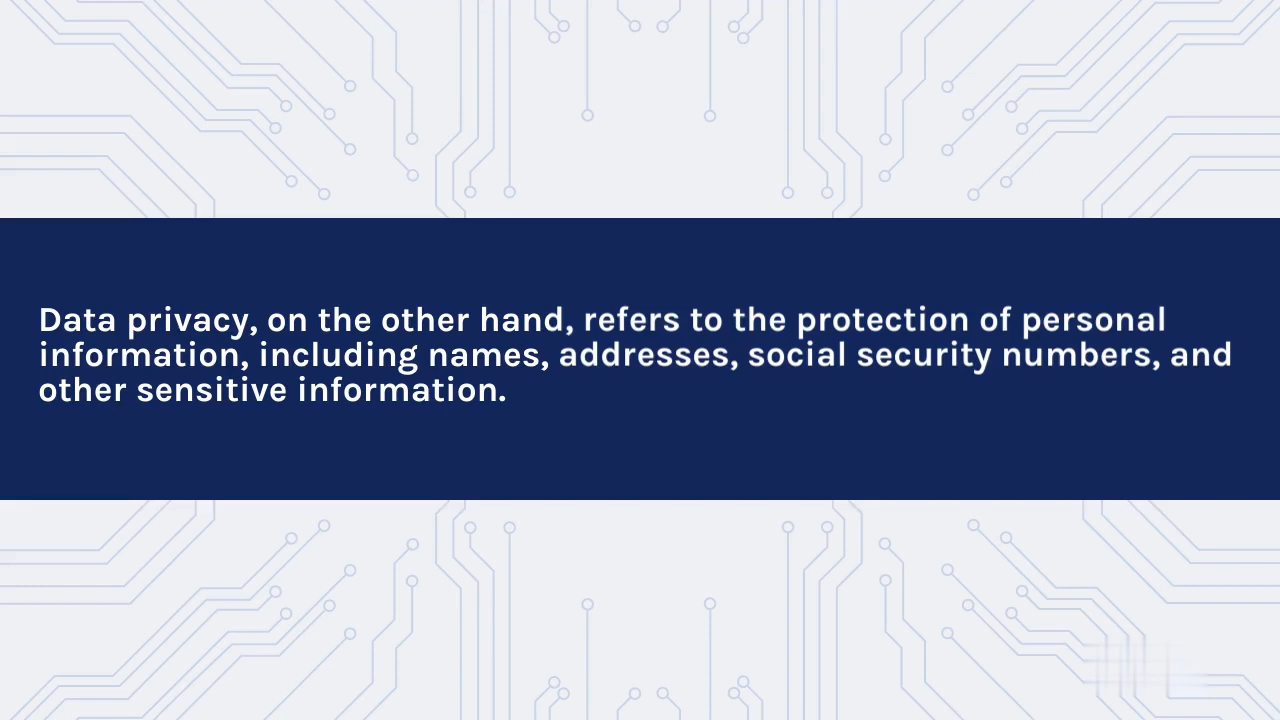 Data privacy, on the other hand, refers to the protection of personal
information, including names, addresses, social security numbers, and
other sensitive information.